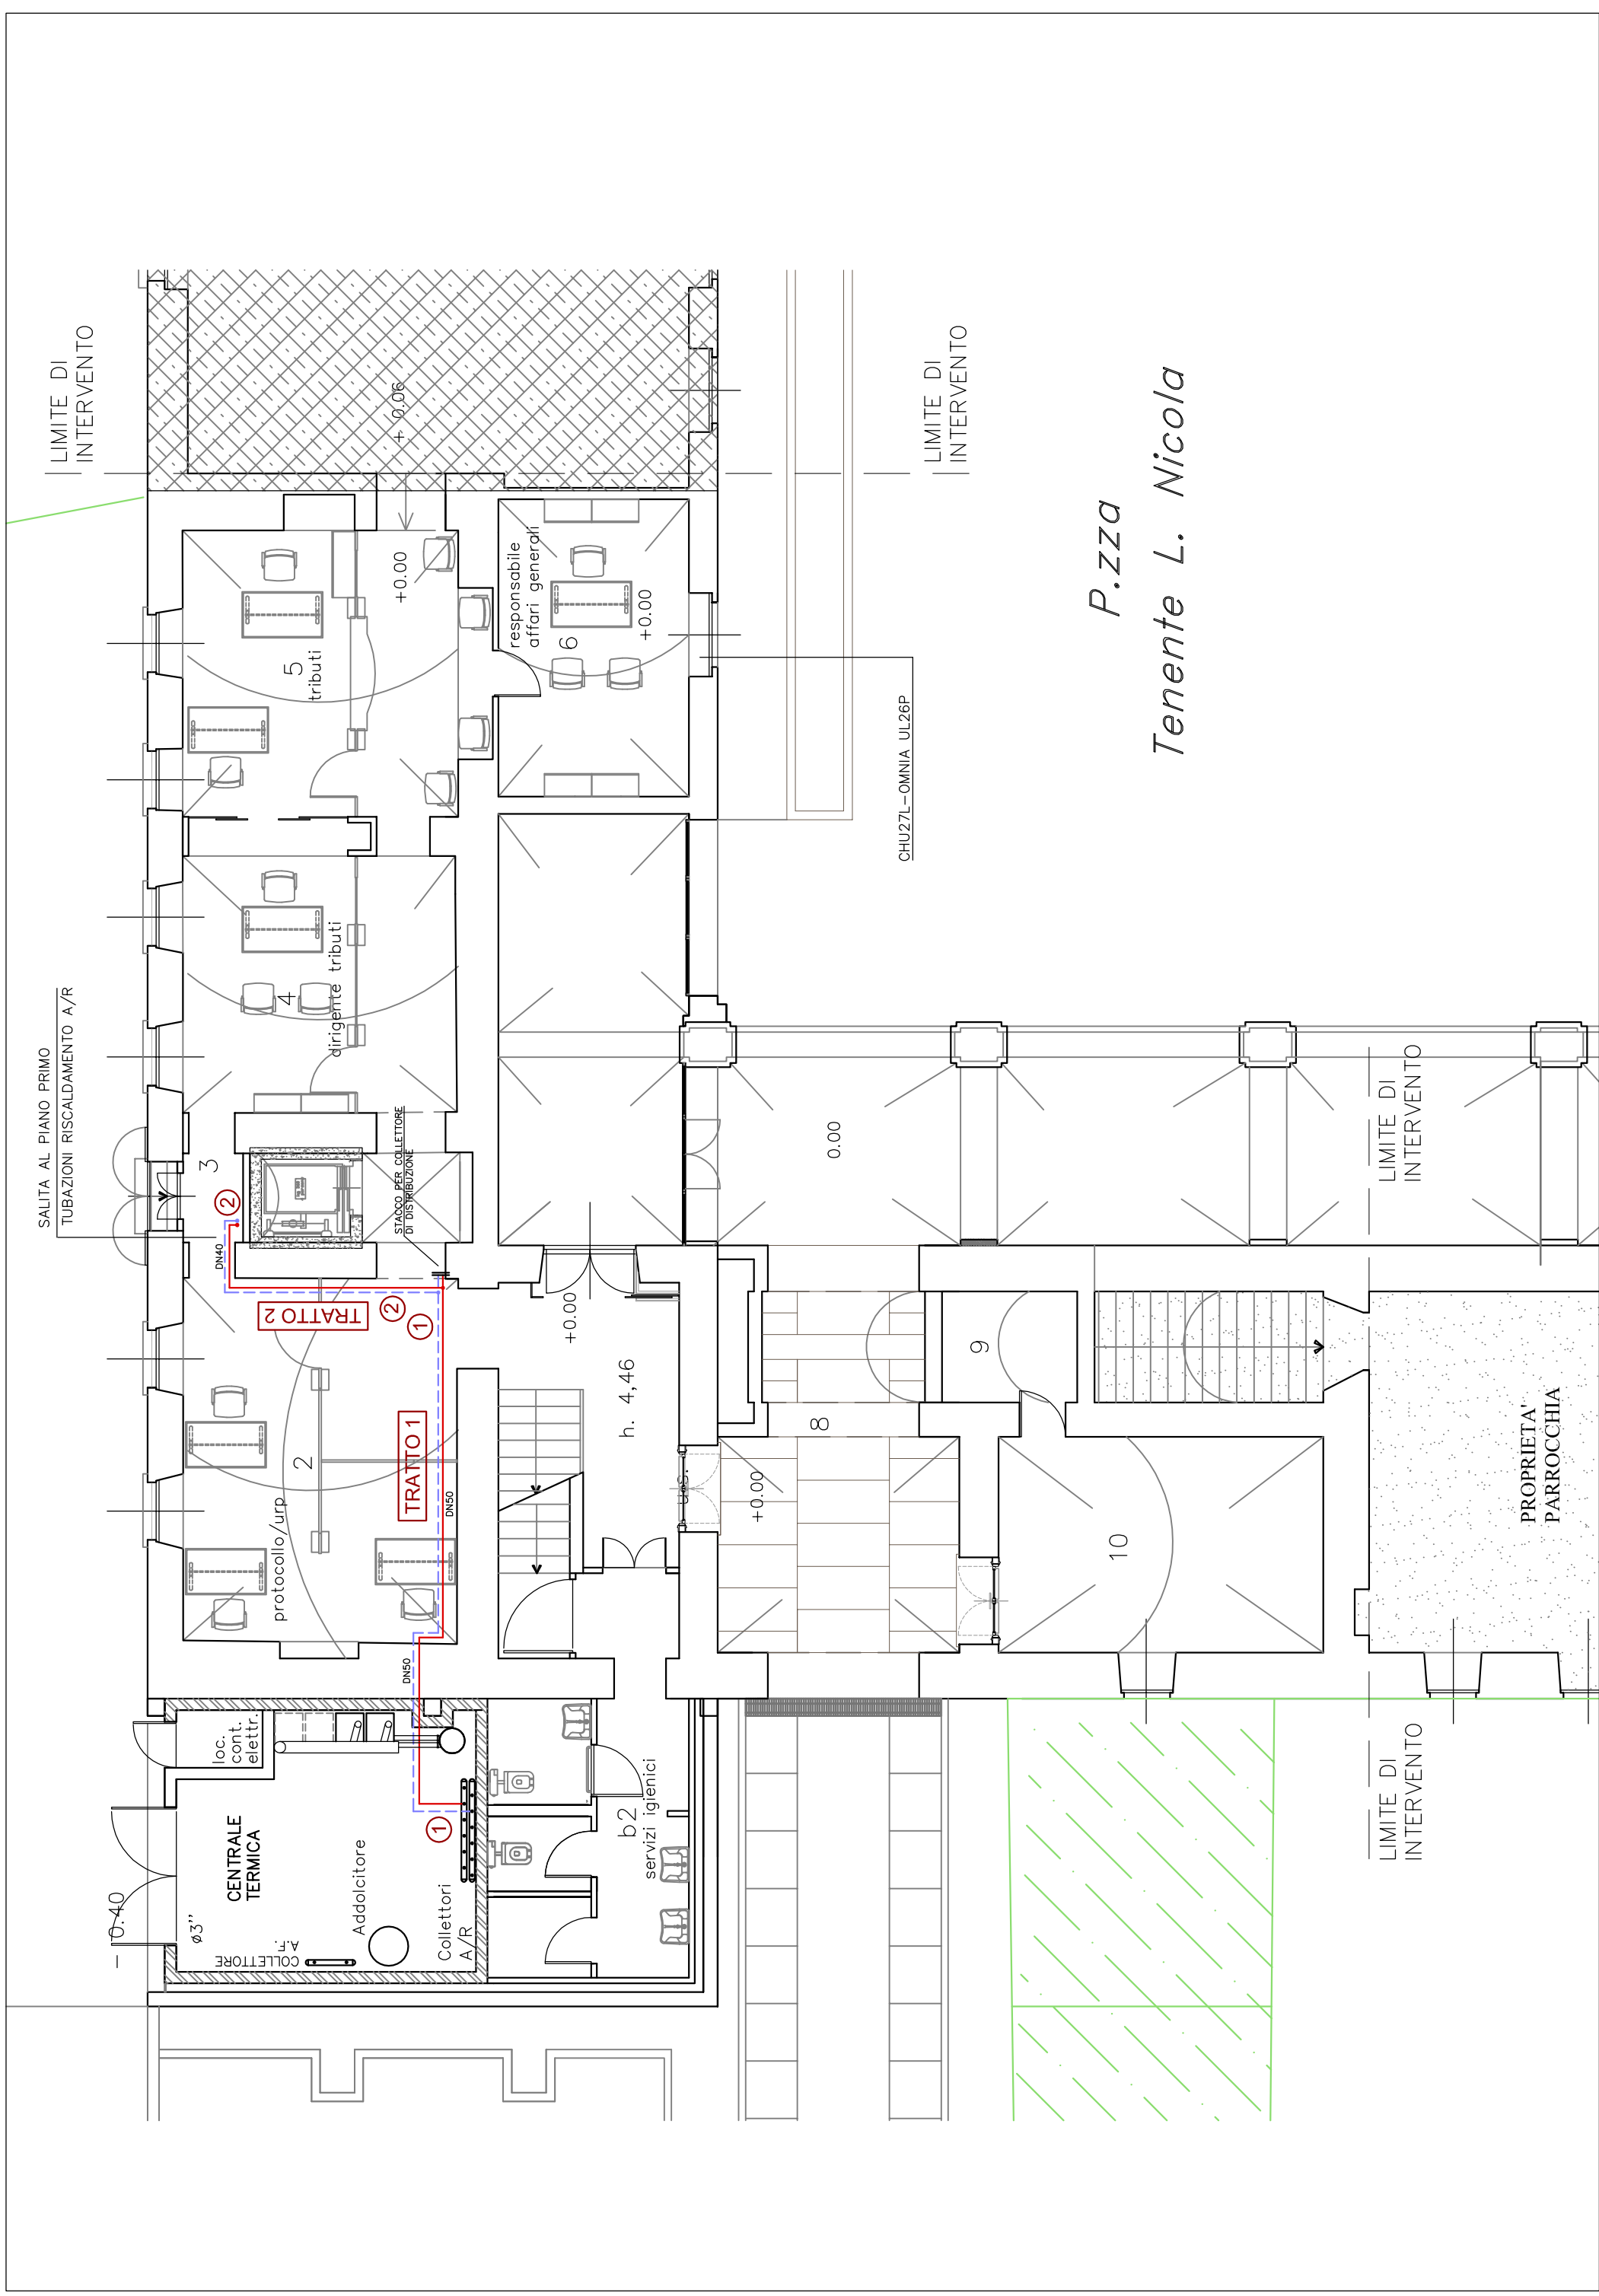 LIMITE DI
INTERVENTO
+ 0.06
SALITA AL PIANO PRIMO
TUBAZIONI RISCALDAMENTO A/R
5
tributi
+0.00
responsabile
affari generali
6
+0.00
CHU27L-OMNIA UL26P
LIMITE DI
INTERVENTO
P.zza
Tenente L. Nicola
4
dirigente tributi
3
2
DN40
STACCO PER COLLETTORE
DI DISTRIBUZIONE
TRATTO 2
2
1
0.00
LIMITE DI
INTERVENTO
2
protocollo/urp
TRATTO 1
DN50
DN50
+0.00
h. 4,46
u.s.
+0.00
8
9
10
PROPRIETA'
PARROCCHIA
loc.
cont.
elettr.
CENTRALE
TERMICA
- 0.40
ø3''
COLLETTORE
A.F.
Addolcitore
Collettori
A/R
1
b2
servizi igienici
LIMITE DI
INTERVENTO